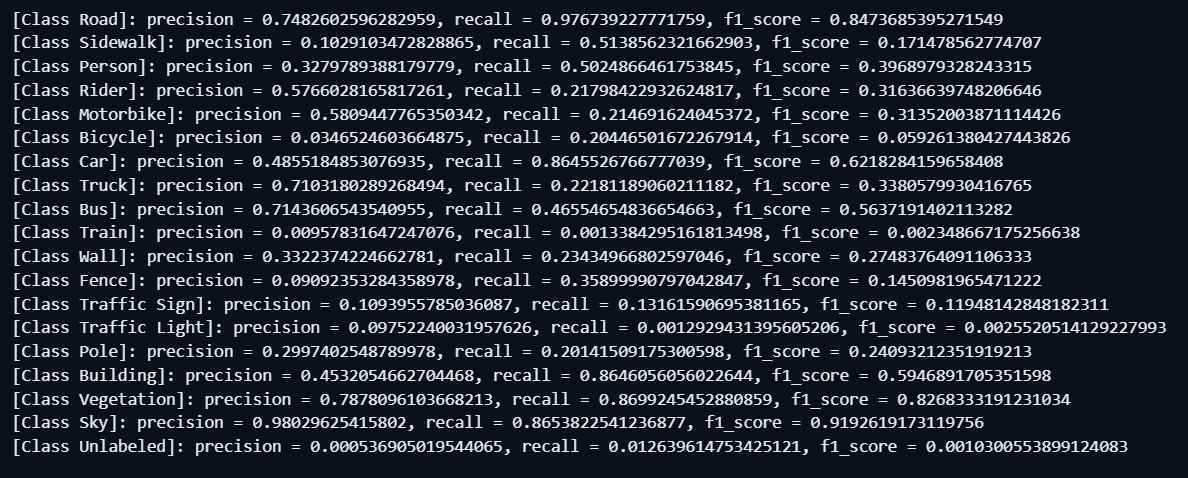 [Class Road]: precision = 0.7482602596282959, recall = 0.976739227771759, f1_score = 0.8473685395271549
[Class Sidewalk]: precision = 0.1029103472828865, recall = 0.5138562321662903, f1_score = 0.171478562774707
[Class Person]: precision = 0.3279789388179779, recall = 0.5024866461753845, f1_score = 0.3968979328243315
[Class Rider]: precision = 0.5766028165817261, recall = 0.21798422932624817, f1_score = 0.31636639748206646
[Class Motorbike]: precision = 0.5809447765350342, recall = 0.214691624045372, f1_score = 0.31352003871114426
[Class Bicycle]: precision = 0.0346524603664875, recall = 0.20446501672267914, f1_score = 0.059261380427443826
[Class Car]: precision = 0.4855184853076935, recall = 0.8645526766777039, f1_score = 0.6218284159658408
[Class Truck]: precision = 0.7103180289268494, recall = 0.22181189060211182, f1_score = 0.3380579930416765
[Class Bus]: precision = 0.7143606543540955, recall = 0.46554654836654663, f1_score = 0.5637191402113282
[Class Train]: precision = 0.00957831647247076, recall = 0.0013384295161813498, f1_score = 0.002348667175256638
[Class Wall]: precision = 0.3322374224662781, recall = 0.23434966802597046, f1_score = 0.27483764091106333
[Class Fence]: precision = 0.09092353284358978, recall = 0.35899990797042847, f1_score = 0.1450981965471222
[Class Traffic Sign]: precision = 0.1093955785036087, recall = 0.13161590695381165, f1_score = 0.11948142848182311
[Class Traffic Light]: precision = 0.09752240031957626, recall = 0.0012929431395605206, f1_score = 0.0025520514129227993
[Class Pole]: precision = 0.2997402548789978, recall = 0.20141509175300598, f1_score = 0.24093212351919213
[Class Building]: precision = 0.4532054662704468, recall = 0.8646056056022644, f1_score = 0.5946891705351598
[Class Vegetation]: precision = 0.7878096103668213, recall = 0.8699245452880859, f1_score = 0.8268333191231034
[Class Sky]: precision = 0.98029625415802, recall = 0.8653822541236877, f1_score = 0.9192619173119756
[Class Unlabeled]: precision = 0.000536905019544065, recall = 0.012639614753425121, f1_score = 0.0010300553899124083